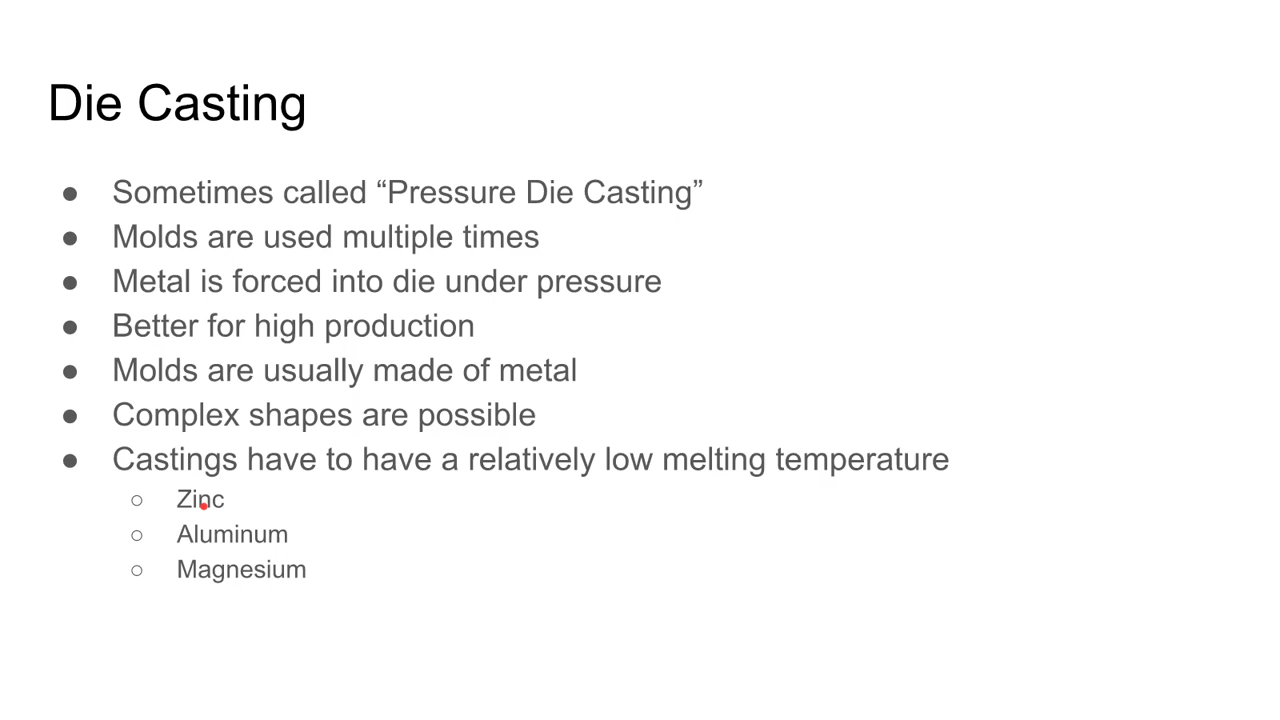 Die Casting
● Sometimes called “Pressure Die Casting”
● Molds are used multiple times
● Metal is forced into die under pressure
● Better for high production
● Molds are usually made of metal
● Complex shapes are possible
● Castings have to have a relatively low melting temperature
○ Zinc
○ Aluminum
○ Magnesium